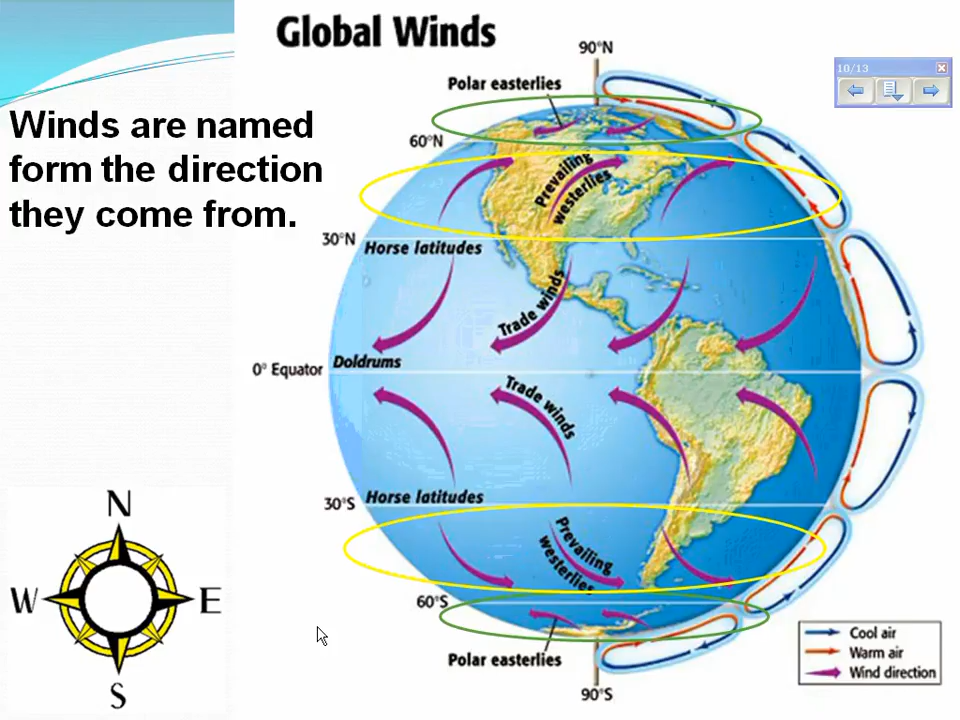 Global Winds
90°N
10/13
Polar easterlies
Winds are named
form the direction
they come from.
60°N
Prevailing
westerlies
30°N
Horse latitudes
Trade winds
0° Equator
Doldrums
Trade winds
30°S
Horse latitudes
Prevailing
westerlies
60°S
Polar easterlies
90°S
N
W
E
S
Cool air
Warm air
Wind direction